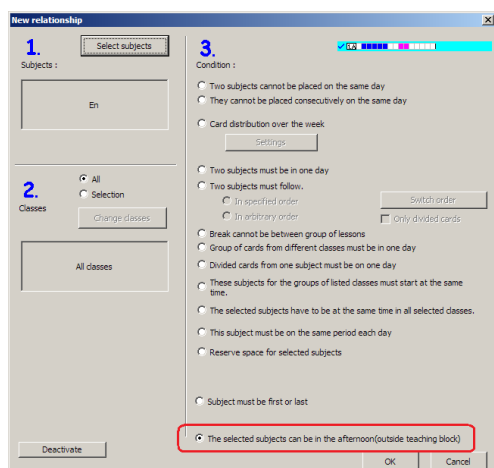 New relationship
1.
Select subjects
Subjects :
En
2.
All
Selection
Classes
Change classes
All classes
Deactivate
3.
Condition :
Two subjects cannot be placed on the same day
They cannot be placed consecutively on the same day
Card distribution over the week
Settings
Two subjects must be in one day
Two subjects must follow.
In specified order
Switch order
In arbitrary order
Only divided cards
Break cannot be between group of lessons
Group of cards from different classes must be in one day
Divided cards from one subject must be on one day
These subjects for the groups of listed classes must start at the same
time.
The selected subjects have to be at the same time in all selected classes.
This subject must be on the same period each day
Reserve space for selected subjects
Subject must be first or last
The selected subjects can be in the afternoon(outside teaching block)
OK
Cancel